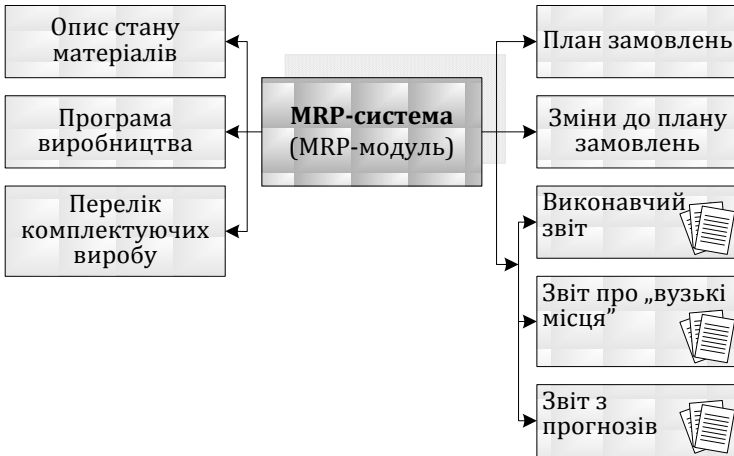 Опис стану
матеріалів
Програма
виробництва
Перелік
комплектуючих
виробу
MRP-система
(MRP-модуль)
План замовлень
Зміни до плану
замовлень
Виконавчий
звіт
Звіт про „вузькі
місця”
Звіт з
прогнозів